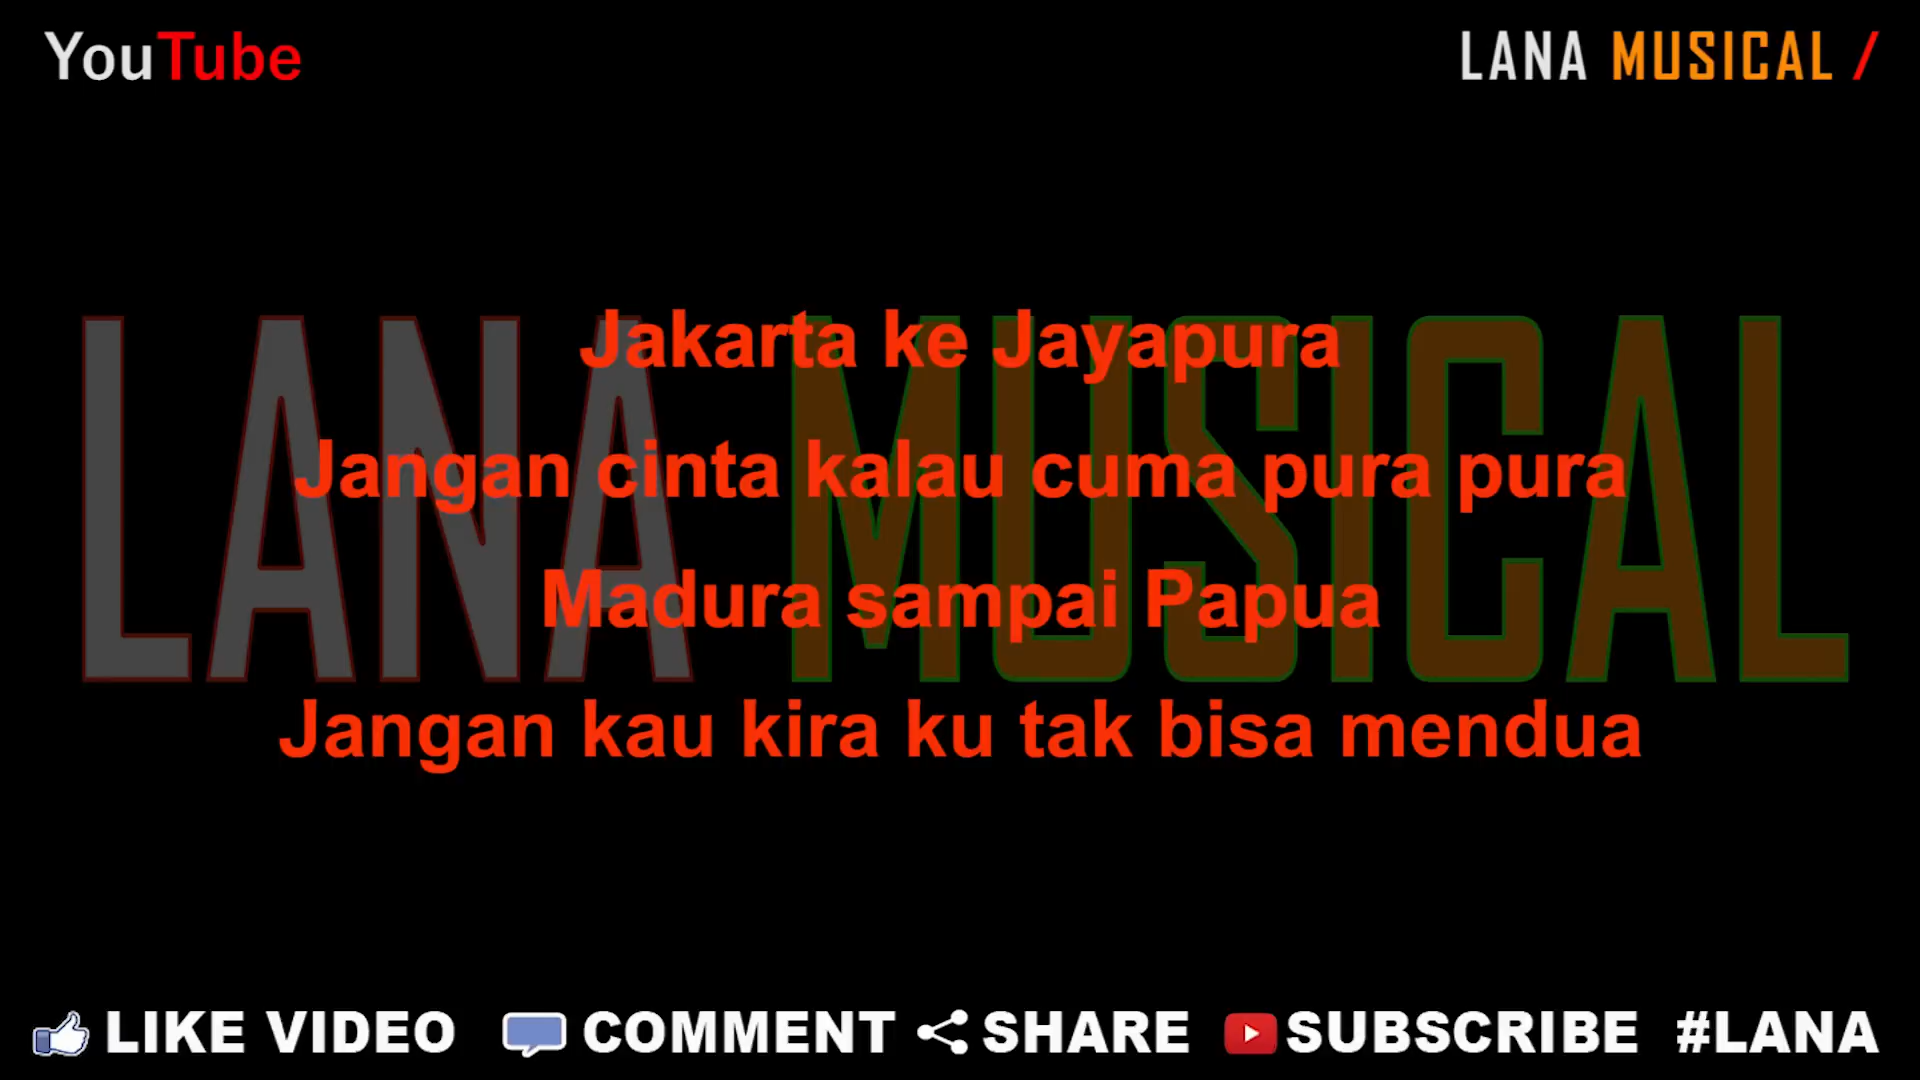 YouTube
LANA MUSICAL /
LANA MUSICAL
Jakarta ke Jayapura
Jangan cinta kalau cuma pura pura
Madura sampai Papua
Jangan kau kira ku tak bisa mendua
LIKE VIDEO COMMENT SHARE SUBSCRIBE #LANA